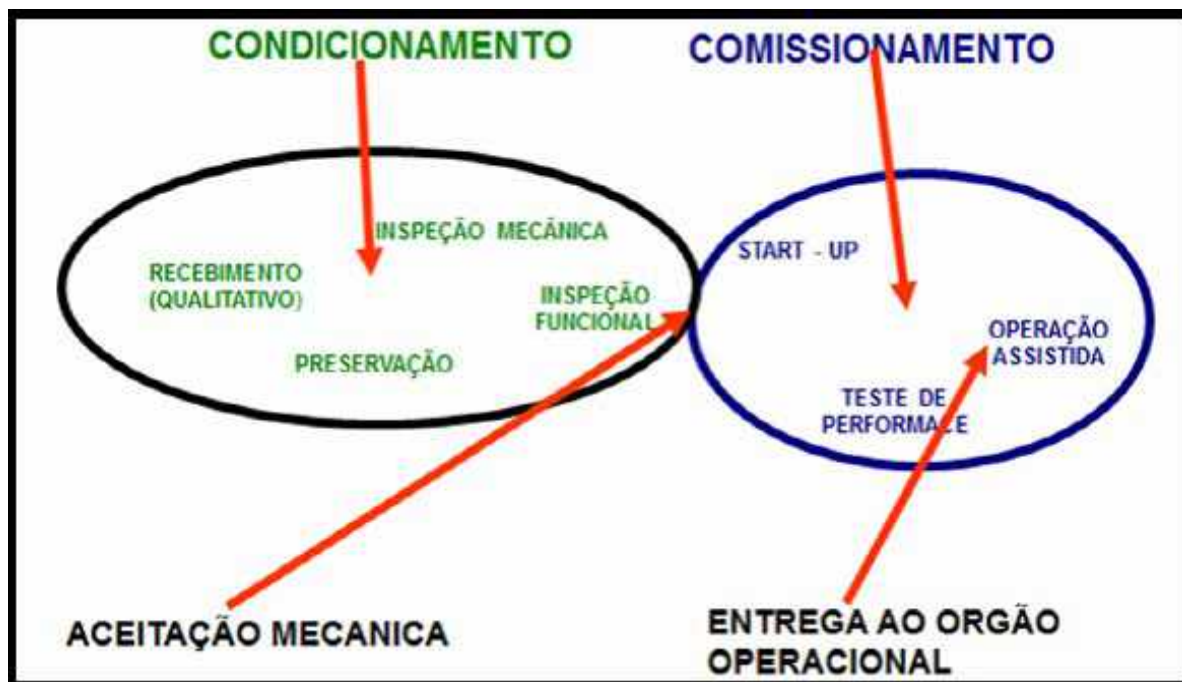 CONDICIONAMENTO
COMISSIONAMENTO
INSPEÇÃO MECÂNICA
RECEBIMENTO
(QUALITATIVO)
INSPEÇÃO
FUNCIONAL
PRESERVAÇÃO
START - UP
OPERAÇÃO
ASSISTIDA
TESTE DE
PERFORMACE
ACEITAÇÃO MECANICA
ENTREGA AO ORGÃO
OPERACIONAL